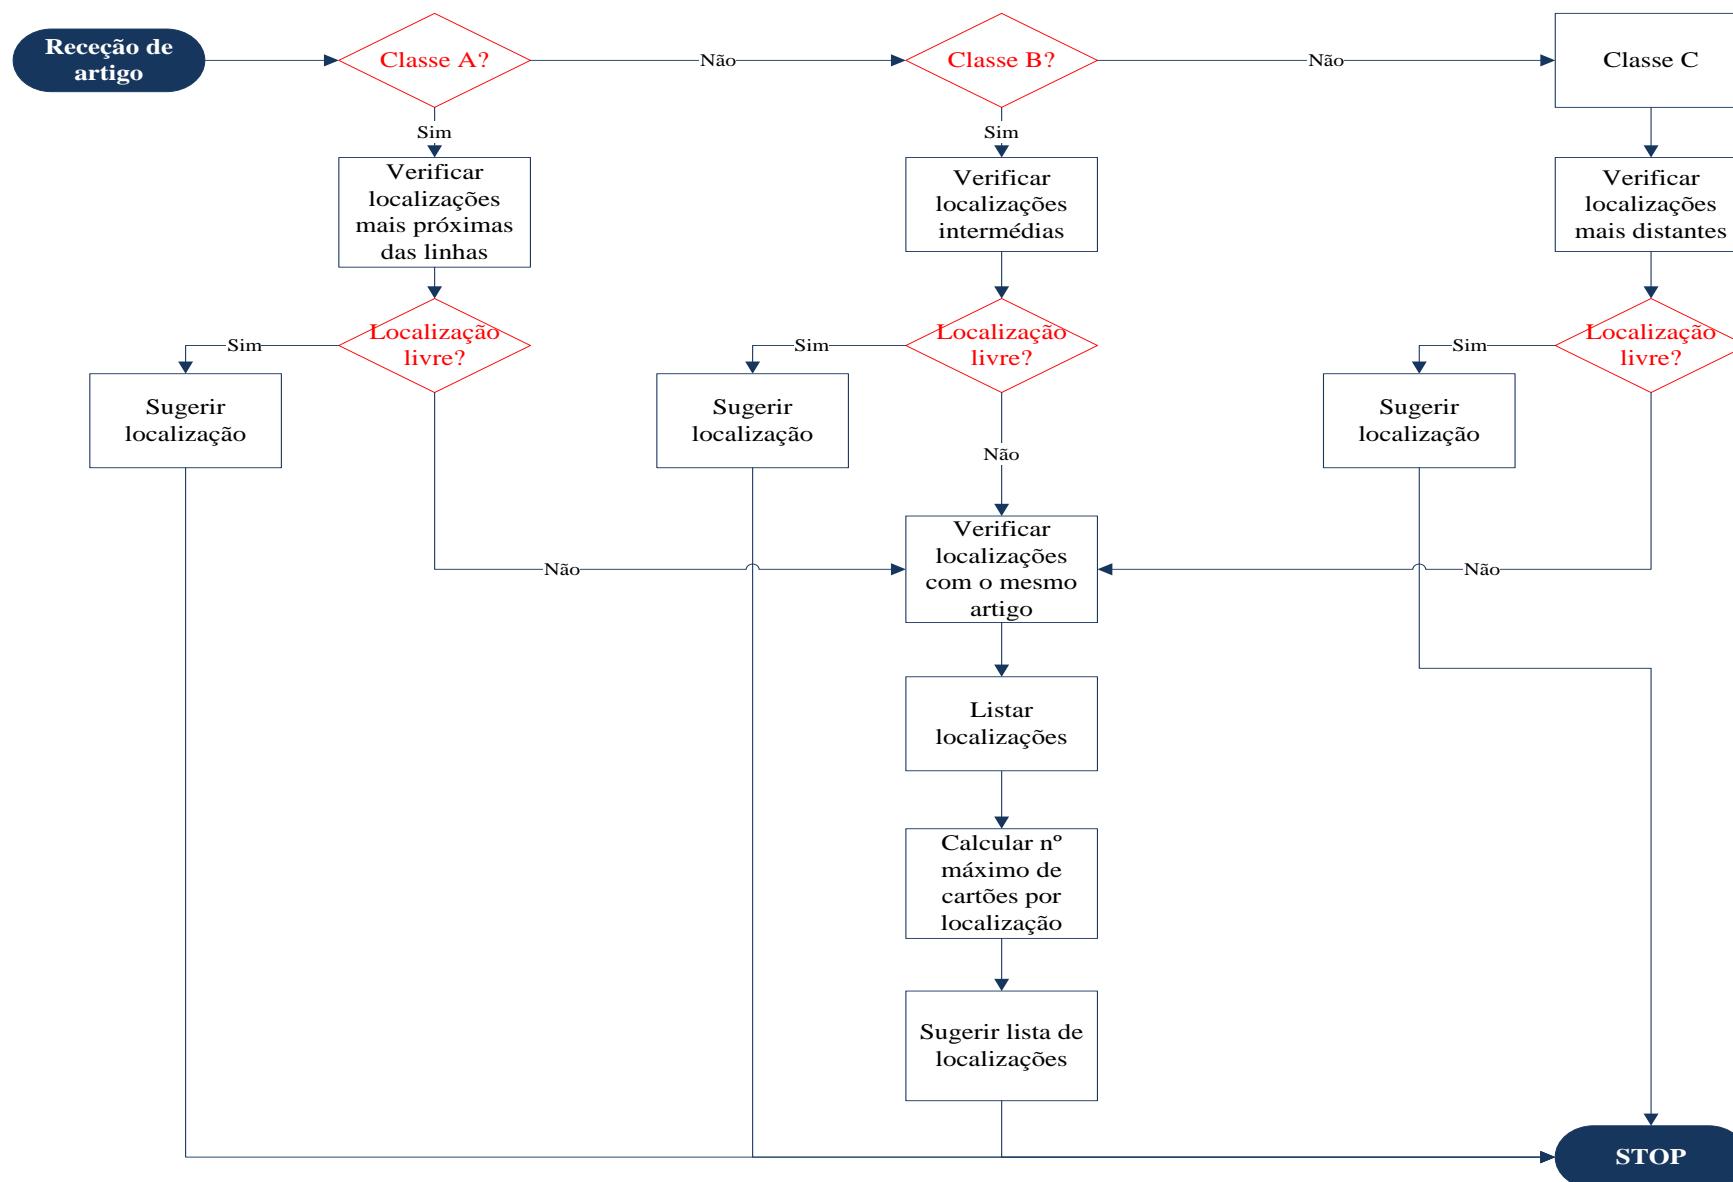 Receção de
artigo
Classe A?
Não
Classe B?
Não
Classe C
Sim
Sim
Verificar
localizações
mais próximas
das linhas
Verificar
localizações
intermédias
Verificar
localizações
mais distantes
Localização
livre?
Sim
Localização
livre?
Sim
Localização
livre?
Sim
Sugerir
localização
Sugerir
localização
Sugerir
localização
Não
Verificar
localizações
com o mesmo
artigo
Não
Não
Listar
localizações
Calcular nº
máximo de
cartões por
localização
Sugerir lista de
localizações
STOP